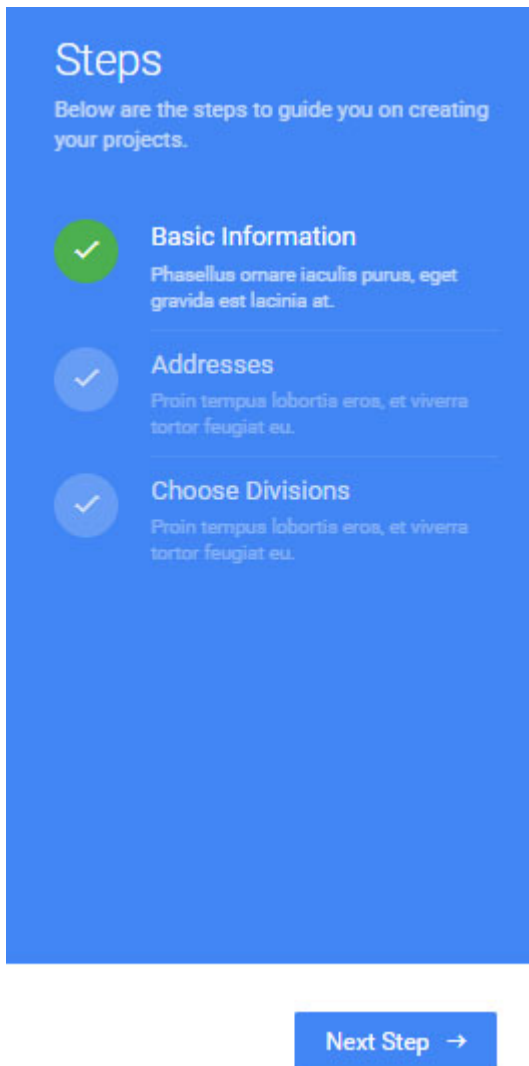 Steps
Below are the steps to guide you on creating
your projects.
Basic Information
Phasellus ornare iaculis purus, eget
gravida est lacinia at.
Addresses
Proin tempus lobortis eros, et viverra
tortor feugiat eu.
Choose Divisions
Proin tempus lobortis eros, et viverra
tortor feugiat eu.
Next Step →